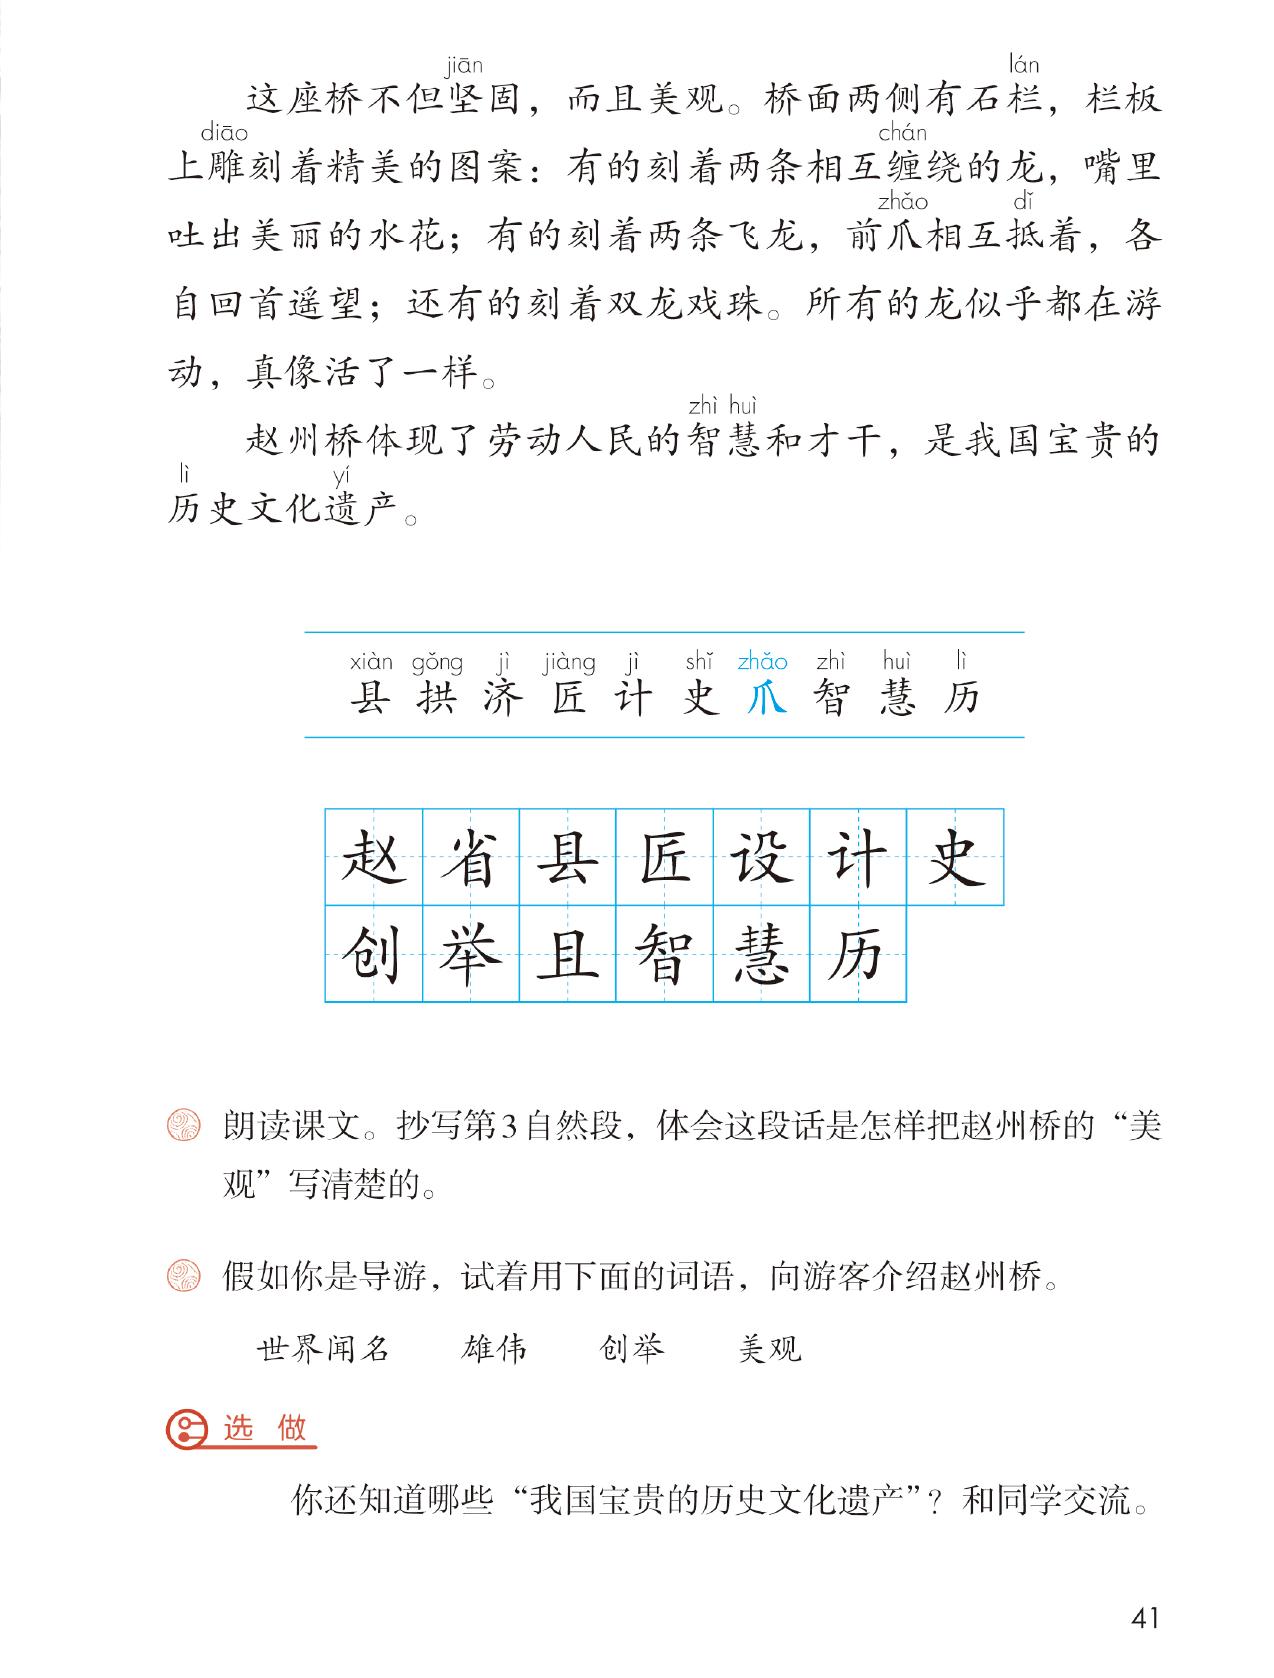 jiān lán
这座桥不但坚固，而且美观。桥面两侧有石栏，栏板
diāo chán
上雕刻着精美的图案：有的刻着两条相互缠绕的龙，嘴里
zhǎo dǐ
吐出美丽的水花；有的刻着两条飞龙，前爪相互抵着，各
自回首遥望；还有的刻着双龙戏珠。所有的龙似乎都在游
动，真像活了一样。
zhì huì
赵州桥体现了劳动人民的智慧和才干，是我国宝贵的
lì yí
历史文化遗产。
xiàn gǒng jì jiàng jì shǐ zhǎo zhì huì lì
县 拱 济 匠 计 史 爪 智 慧 历
赵 省 县 匠 设 计 史
创 举 且 智 慧 历
朗读课文。抄写第3自然段，体会这段话是怎样把赵州桥的“美
观”写清楚的。
假如你是导游，试着用下面的词语，向游客介绍赵州桥。
世界闻名 雄伟 创举 美观
选 做
你还知道哪些“我国宝贵的历史文化遗产”？和同学交流。
41